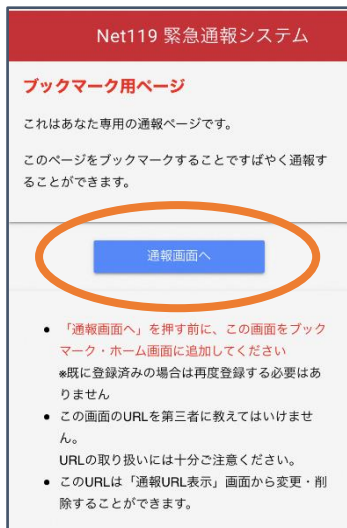 Net119 緊急通報システム
ブックマーク用ページ
これはあなた専用の通報ページです。
このページをブックマークすることですばやく通報す
ることができます。
通報画面へ
● 「通報画面へ」を押す前に、この画面をブック
マーク・ホーム画面に追加してください
※既に登録済みの場合は再度登録する必要はあ
りません
● この画面のURLを第三者に教えてはいけませ
ん。
URLの取り扱いには十分ご注意ください。
● このURLは「通報URL表示」画面から変更・削
除することができます。